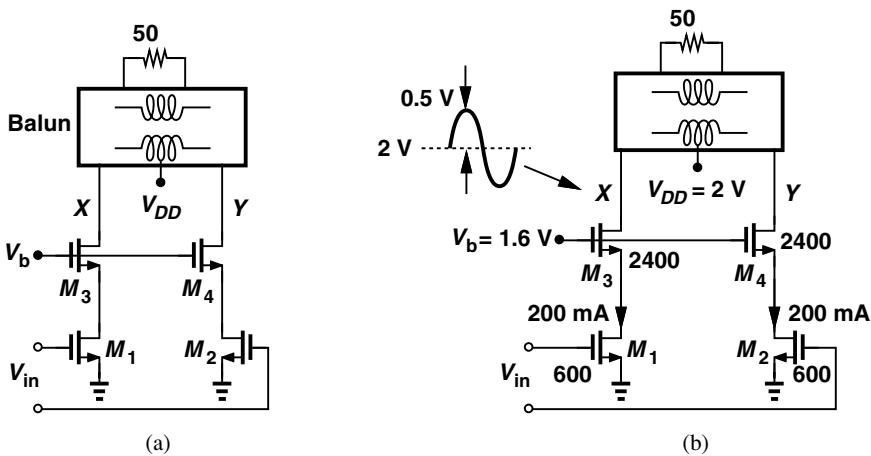 50
Balun
X
Y
V_DD
V_b
M_3
M_4
M_1
M_2
V_in
(a)
50
0.5 V
2 V
X
Y
V_DD = 2 V
V_b = 1.6 V
2400
2400
M_3
M_4
200 mA
200 mA
M_1
M_2
V_in
600
600
(b)